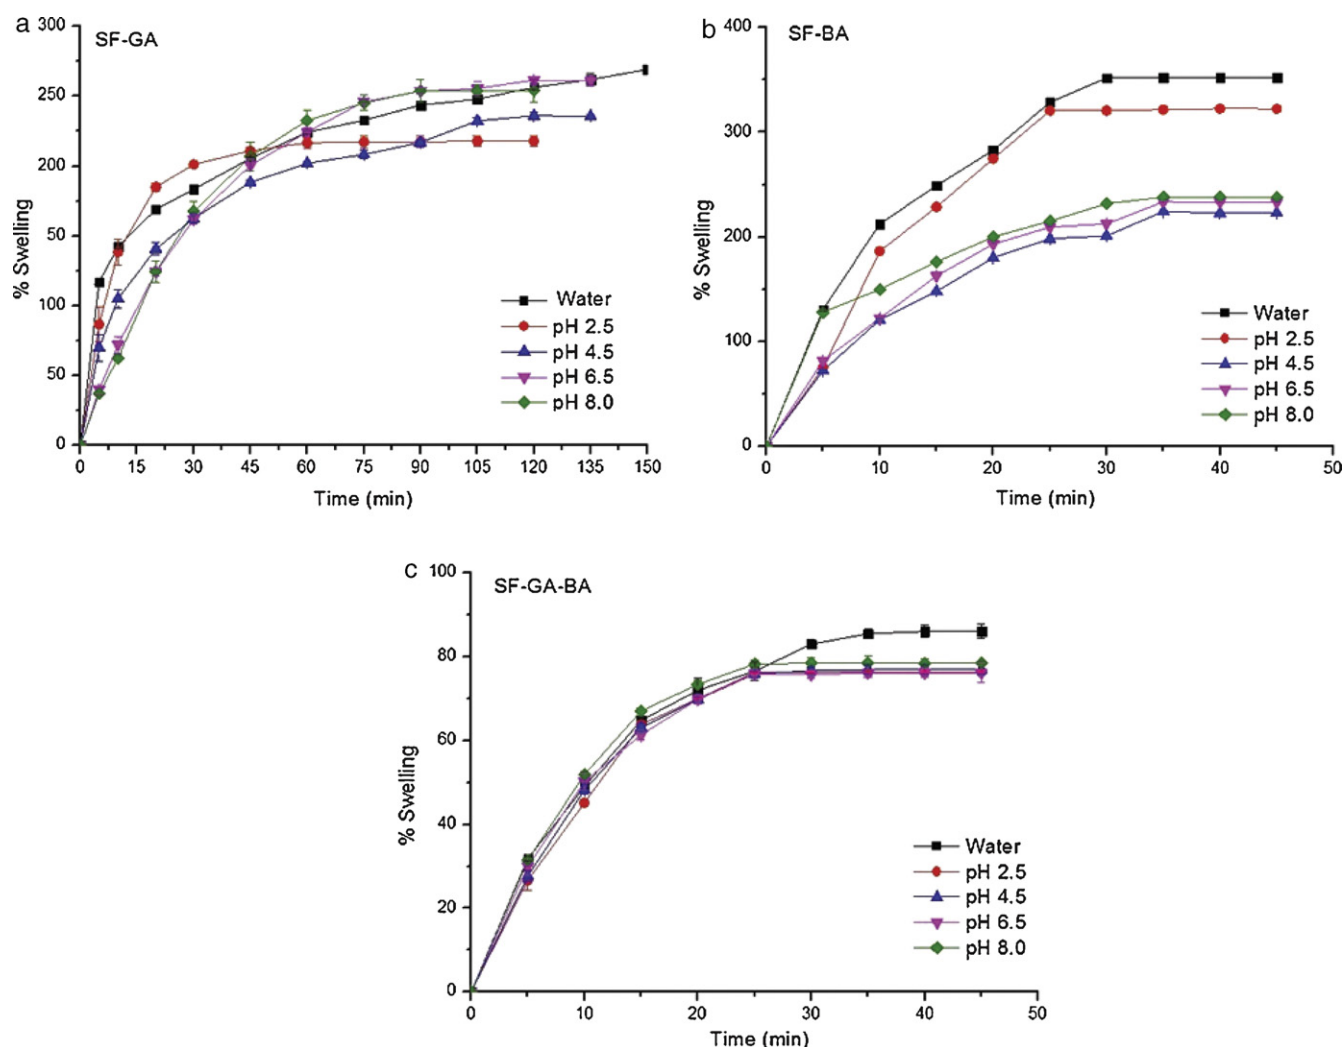 a
SF-GA
300
250
200
50
100
50
0
% Swelling
0 10 20 30 45 60 75 90 105 120 135 150
Time (min)
Water
pH 2.5
pH 4.5
pH 6.5
pH 8.0
b
SF-BA
400
300
200
100
0
% Swelling
0 10 20 30 40 50
Time (min)
Water
pH 2.5
pH 4.5
pH 6.5
pH 8.0
c
SF-GA-BA
100
80
60
40
20
0
% Swelling
0 10 20 30 40 50
Time (min)
Water
pH 2.5
pH 4.5
pH 6.5
pH 8.0